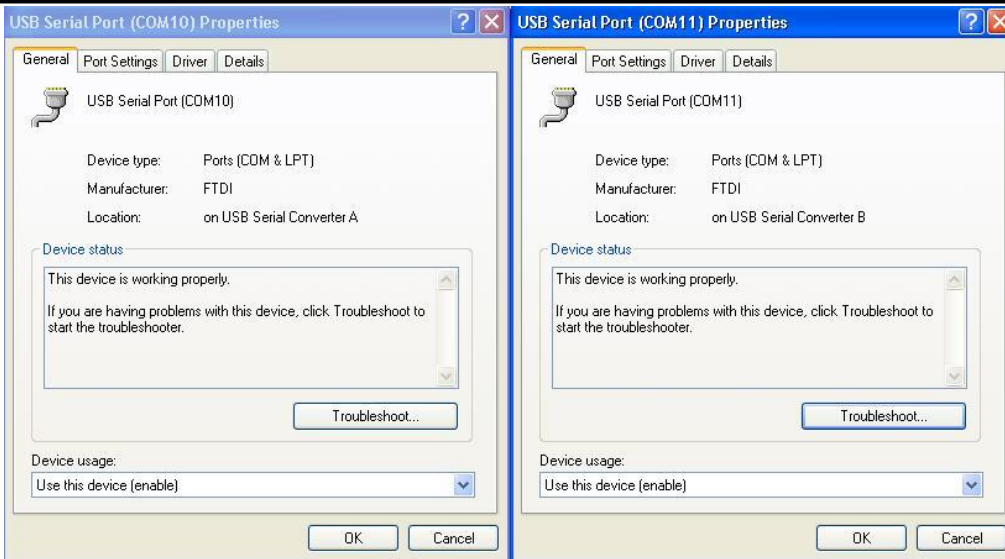 USB Serial Port (COM10) Properties
General Port Settings Driver Details
USB Serial Port (COM10)
Device type: Ports (COM & LPT)
Manufacturer: FTDI
Location: on USB Serial Converter A
Device status
This device is working properly.
If you are having problems with this device, click Troubleshoot to
start the troubleshooter.
Troubleshoot...
Device usage:
Use this device (enable)
OK Cancel
USB Serial Port (COM11) Properties
General Port Settings Driver Details
USB Serial Port (COM11)
Device type: Ports (COM & LPT)
Manufacturer: FTDI
Location: on USB Serial Converter B
Device status
This device is working properly.
If you are having problems with this device, click Troubleshoot to
start the troubleshooter.
Troubleshoot...
Device usage:
Use this device (enable)
OK Cancel